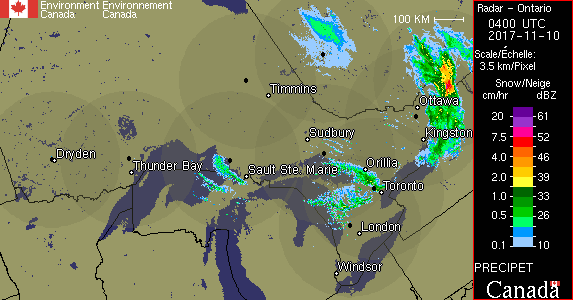 Environment Environnement
Canada Canada
100 KM
Timmins
Ottawa
Sudbury
Kingston
Dryden
Thunder Bay
Sault Ste. Marie
Orillia
Toronto
London
Windsor
Radar - Ontario
0400 UTC
2017-11-10
Scale/Échelle:
3.5 km/Pixel
Snow/Neige
cm/hr dBZ
20 61
7.5 57
5.0 52
4.0 46
2.0 39
1.0 33
0.5 26
0.1 10
PRECIPET
Canada